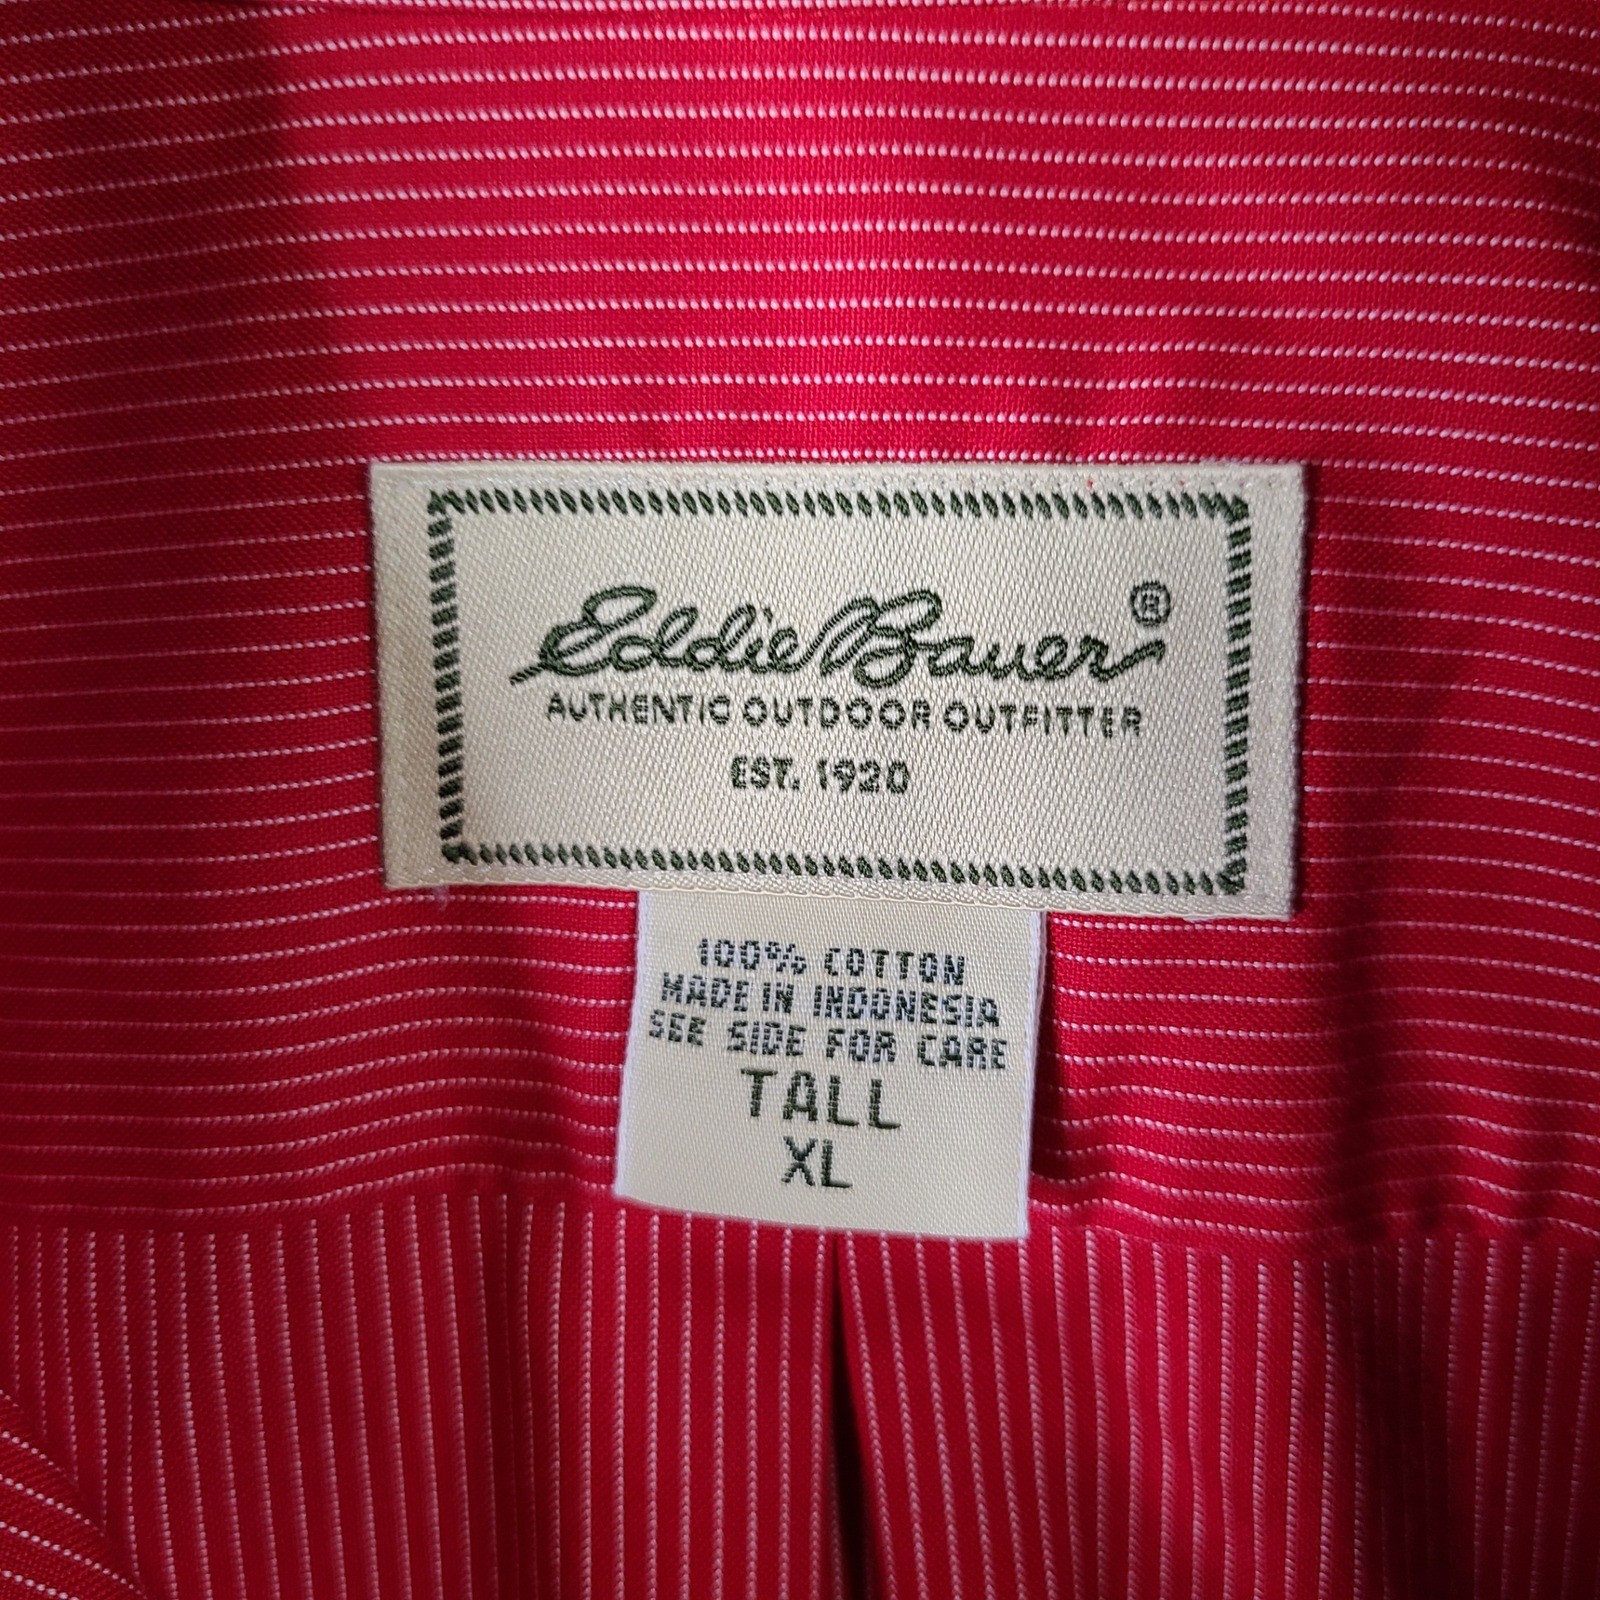 Eddie Bauer®
AUTHENTIC OUTDOOR OUTFITTER
EST. 1920
100% COTTON
MADE IN INDONESIA
SEE SIDE FOR CARE
TALL
XL